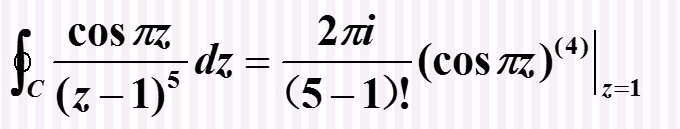 ∮_C cos πz / (z − 1)^5 dz = 2πi / (5 − 1)! (cos πz)^(4) |_{z=1}